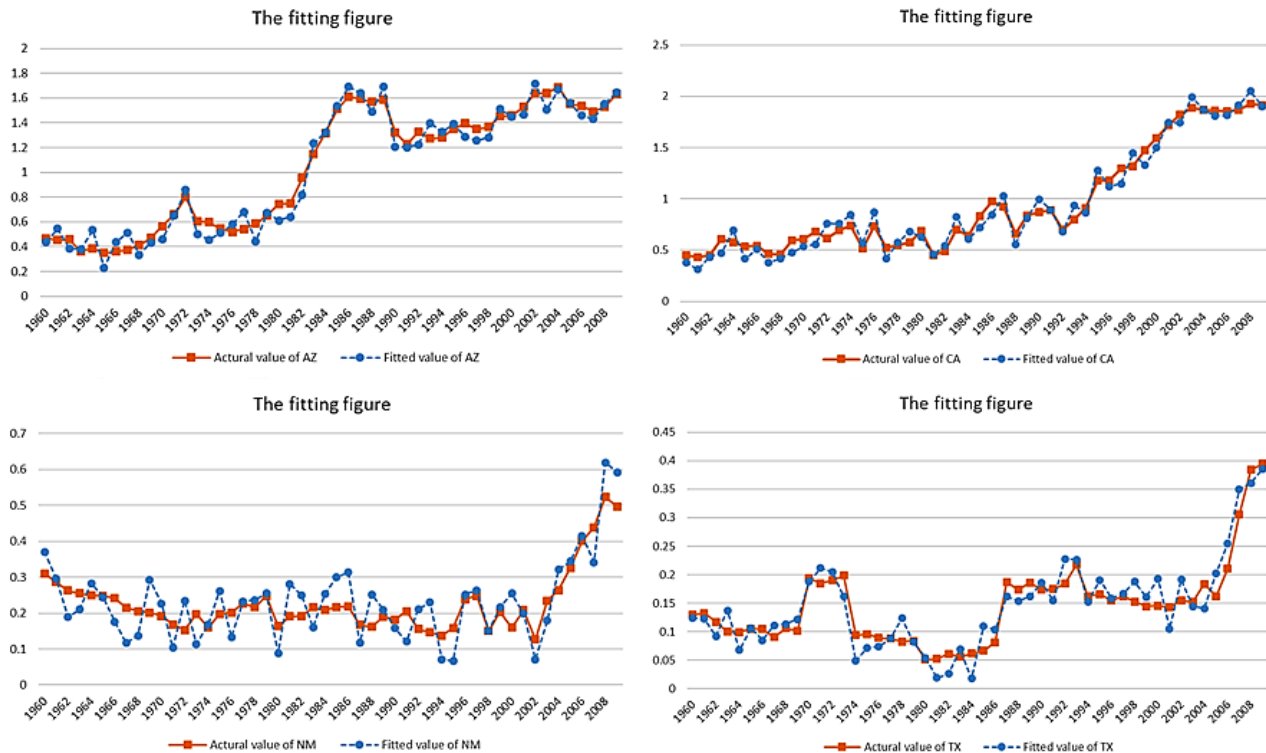 The fitting figure
2
1.8
1.6
1.4
1.2
1
0.8
0.6
0.4
0.2
0
1960 1962 1964 1966 1968 1970 1972 1974 1976 1978 1980 1982 1984 1986 1988 1990 1992 1994 1996 1998 2000 2002 2004 2006 2008
Actural value of AZ Fitted value of AZ
The fitting figure
2.5
2
1.5
1
0.5
0
1960 1962 1964 1966 1968 1970 1972 1974 1976 1978 1980 1982 1984 1986 1988 1990 1992 1994 1996 1998 2000 2002 2004 2006 2008
Actural value of CA Fitted value of CA
The fitting figure
0.7
0.6
0.5
0.4
0.3
0.2
0.1
0
1960 1962 1964 1966 1968 1970 1972 1974 1976 1978 1980 1982 1984 1986 1988 1990 1992 1994 1996 1998 2000 2002 2004 2006 2008
Actural value of NM Fitted value of NM
The fitting figure
0.45
0.4
0.35
0.3
0.25
0.2
0.15
0.1
0.05
0
1960 1962 1964 1966 1968 1970 1972 1974 1976 1978 1980 1982 1984 1986 1988 1990 1992 1994 1996 1998 2000 2002 2004 2006 2008
Actural value of TX Fitted value of TX